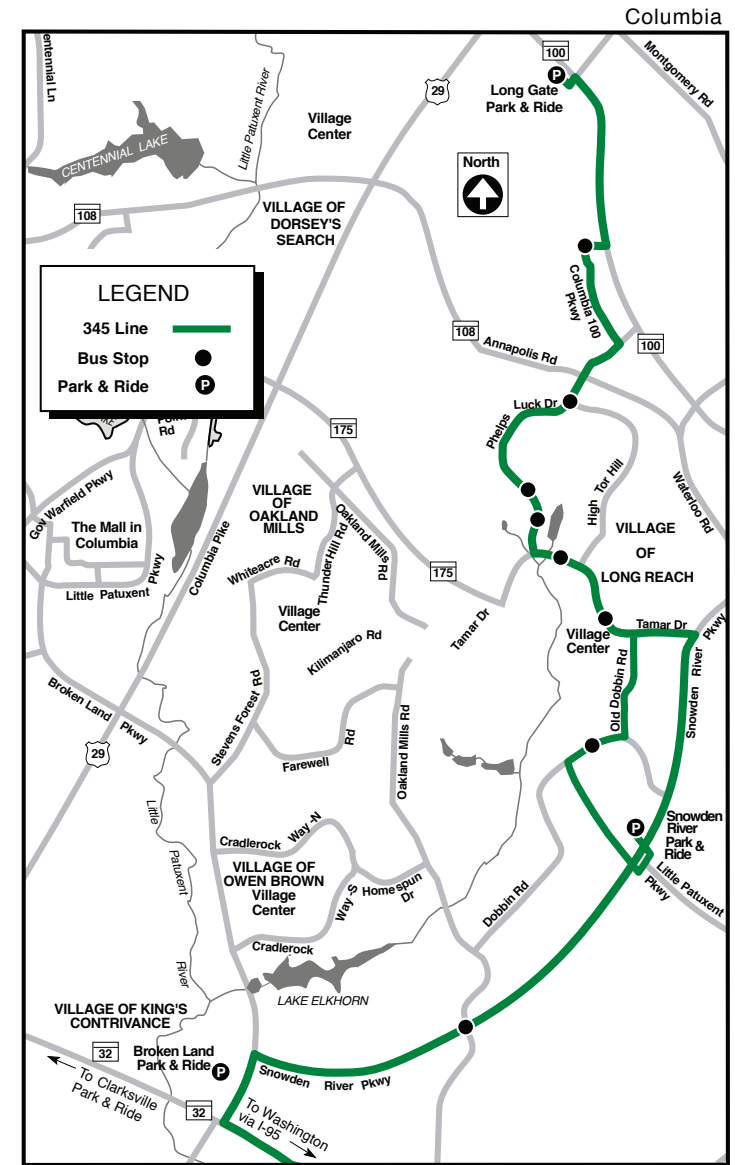 Columbia
entennial Ln
CENTENNIAL LAKE
Little Patuxent River
Village
Center
29
100
P
Long Gate
Park & Ride
Montgomery Rd
North
108
VILLAGE OF
DORSEY'S
SEARCH
LEGEND
345 Line
Bus Stop
Park & Ride
P
Columbia 100
Pkwy
108
Annapolis Rd
100
Rd
175
Luck Dr
Phelps
High Tor Hill
Waterloo Rd
Gov Warfield Pkwy
The Mall in
Columbia
Little Patuxent
Pkwy
Columbia Pike
VILLAGE
OF
OAKLAND
MILLS
Oakland Mills
Rd
Thunder Hill Rd
Whiteacre Rd
Village
Center
Kilimanjaro Rd
175
Tamar Dr
VILLAGE
OF
LONG REACH
Village
Center
Tamar Dr
Pkwy
Snowden River
Old Dobbin Rd
Broken Land
Pkwy
29
Stevens Forest Rd
Farewell
Rd
Oakland Mills Rd
Little
Patuxent
River
Cradlerock
Way -N
VILLAGE OF
OWEN BROWN
Village
Center
Way -S
Homespun
Dr
Cradlerock
P
Snowden
River
Park &
Ride
Little Patuxent
Pkwy
Dobbin Rd
LAKE ELKHORN
VILLAGE OF KING'S
CONTRIVANCE
32
Broken Land
Park & Ride
P
To Clarksville
Park & Ride
32
Snowden River Pkwy
To Washington
via I-95